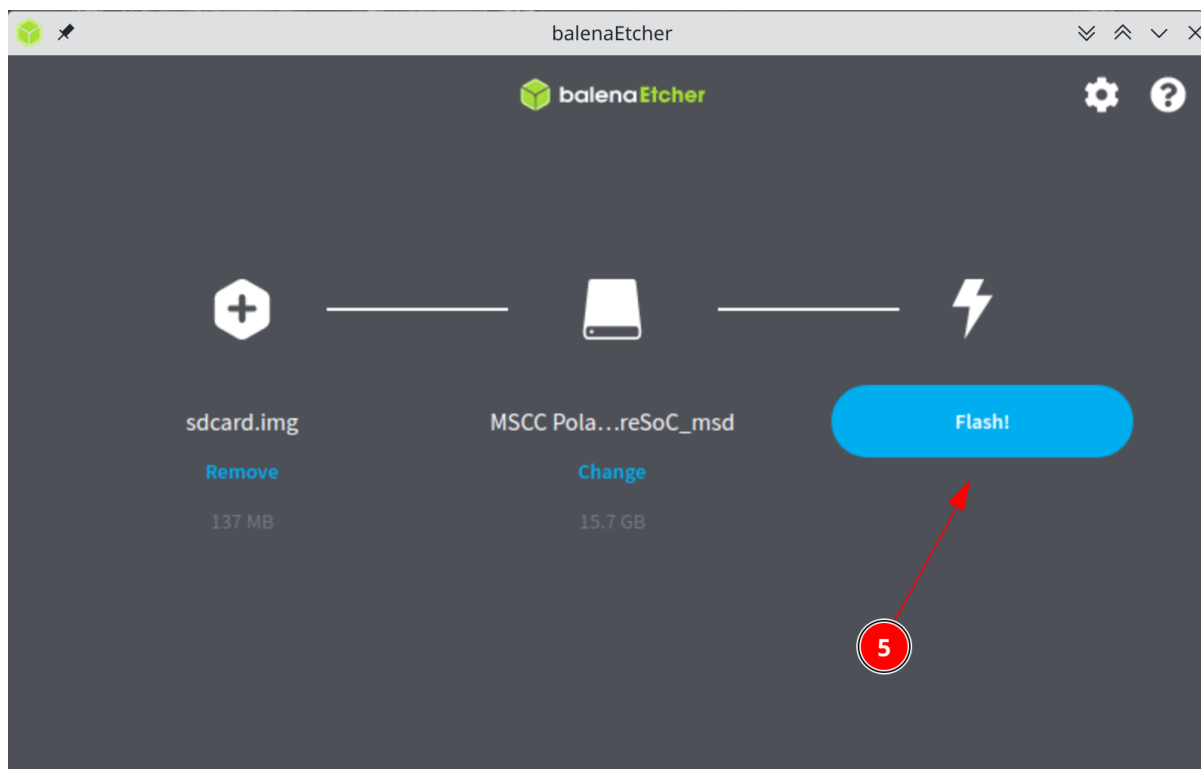 balenaEtcher
balenaEtcher
sdcard.img
MSCC Pola...reSoC_msd
Flash!
Remove
Change
137 MB
15.7 GB
5